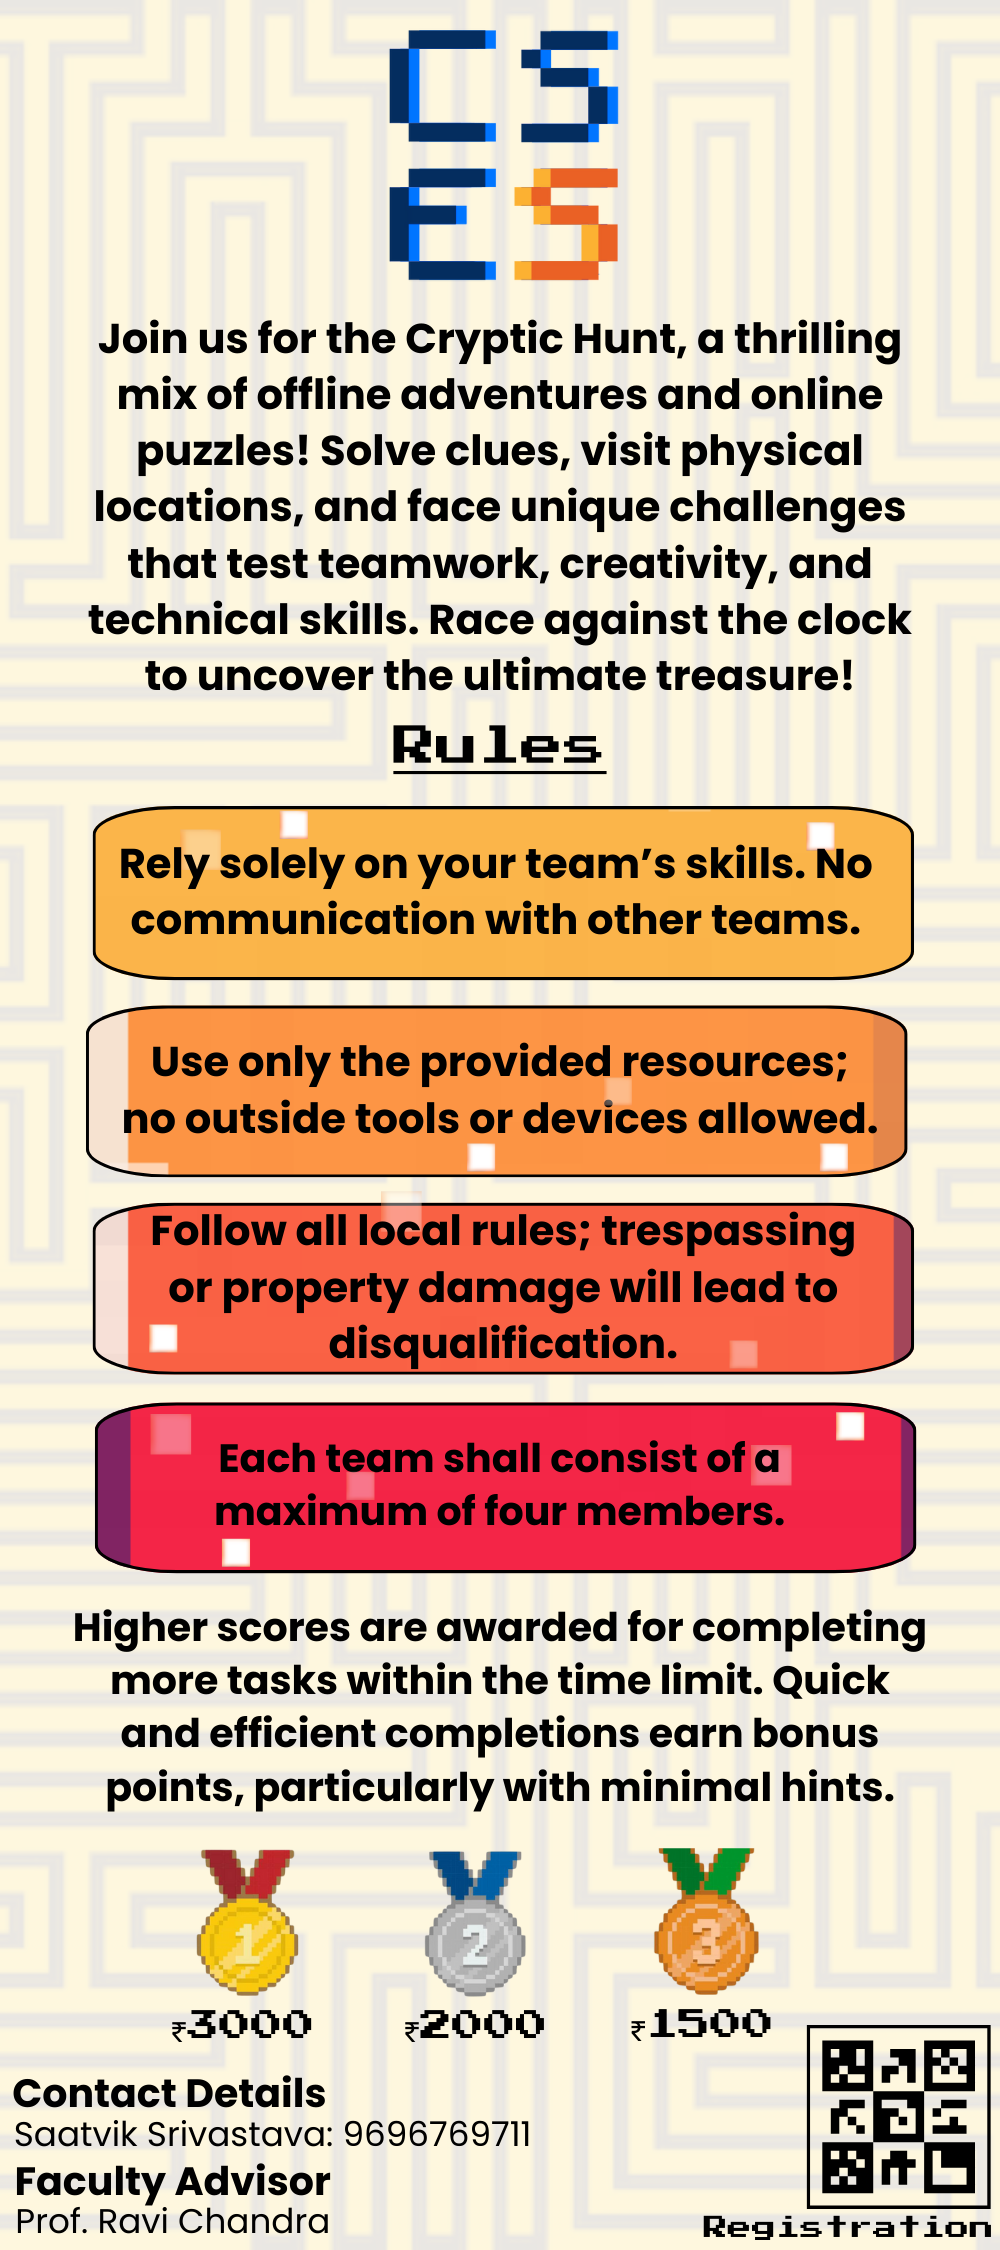 CS
ES
Join us for the Cryptic Hunt, a thrilling
mix of offline adventures and online
puzzles! Solve clues, visit physical
locations, and face unique challenges
that test teamwork, creativity, and
technical skills. Race against the clock
to uncover the ultimate treasure!
Rules
Rely solely on your team’s skills. No
communication with other teams.
Use only the provided resources;
no outside tools or devices allowed.
Follow all local rules; trespassing
or property damage will lead to
disqualification.
Each team shall consist of a
maximum of four members.
Higher scores are awarded for completing
more tasks within the time limit. Quick
and efficient completions earn bonus
points, particularly with minimal hints.
1 2 3
₹3000 ₹2000 ₹1500
Contact Details
Saatvik Srivastava: 9696769711
Faculty Advisor
Prof. Ravi Chandra
Registration